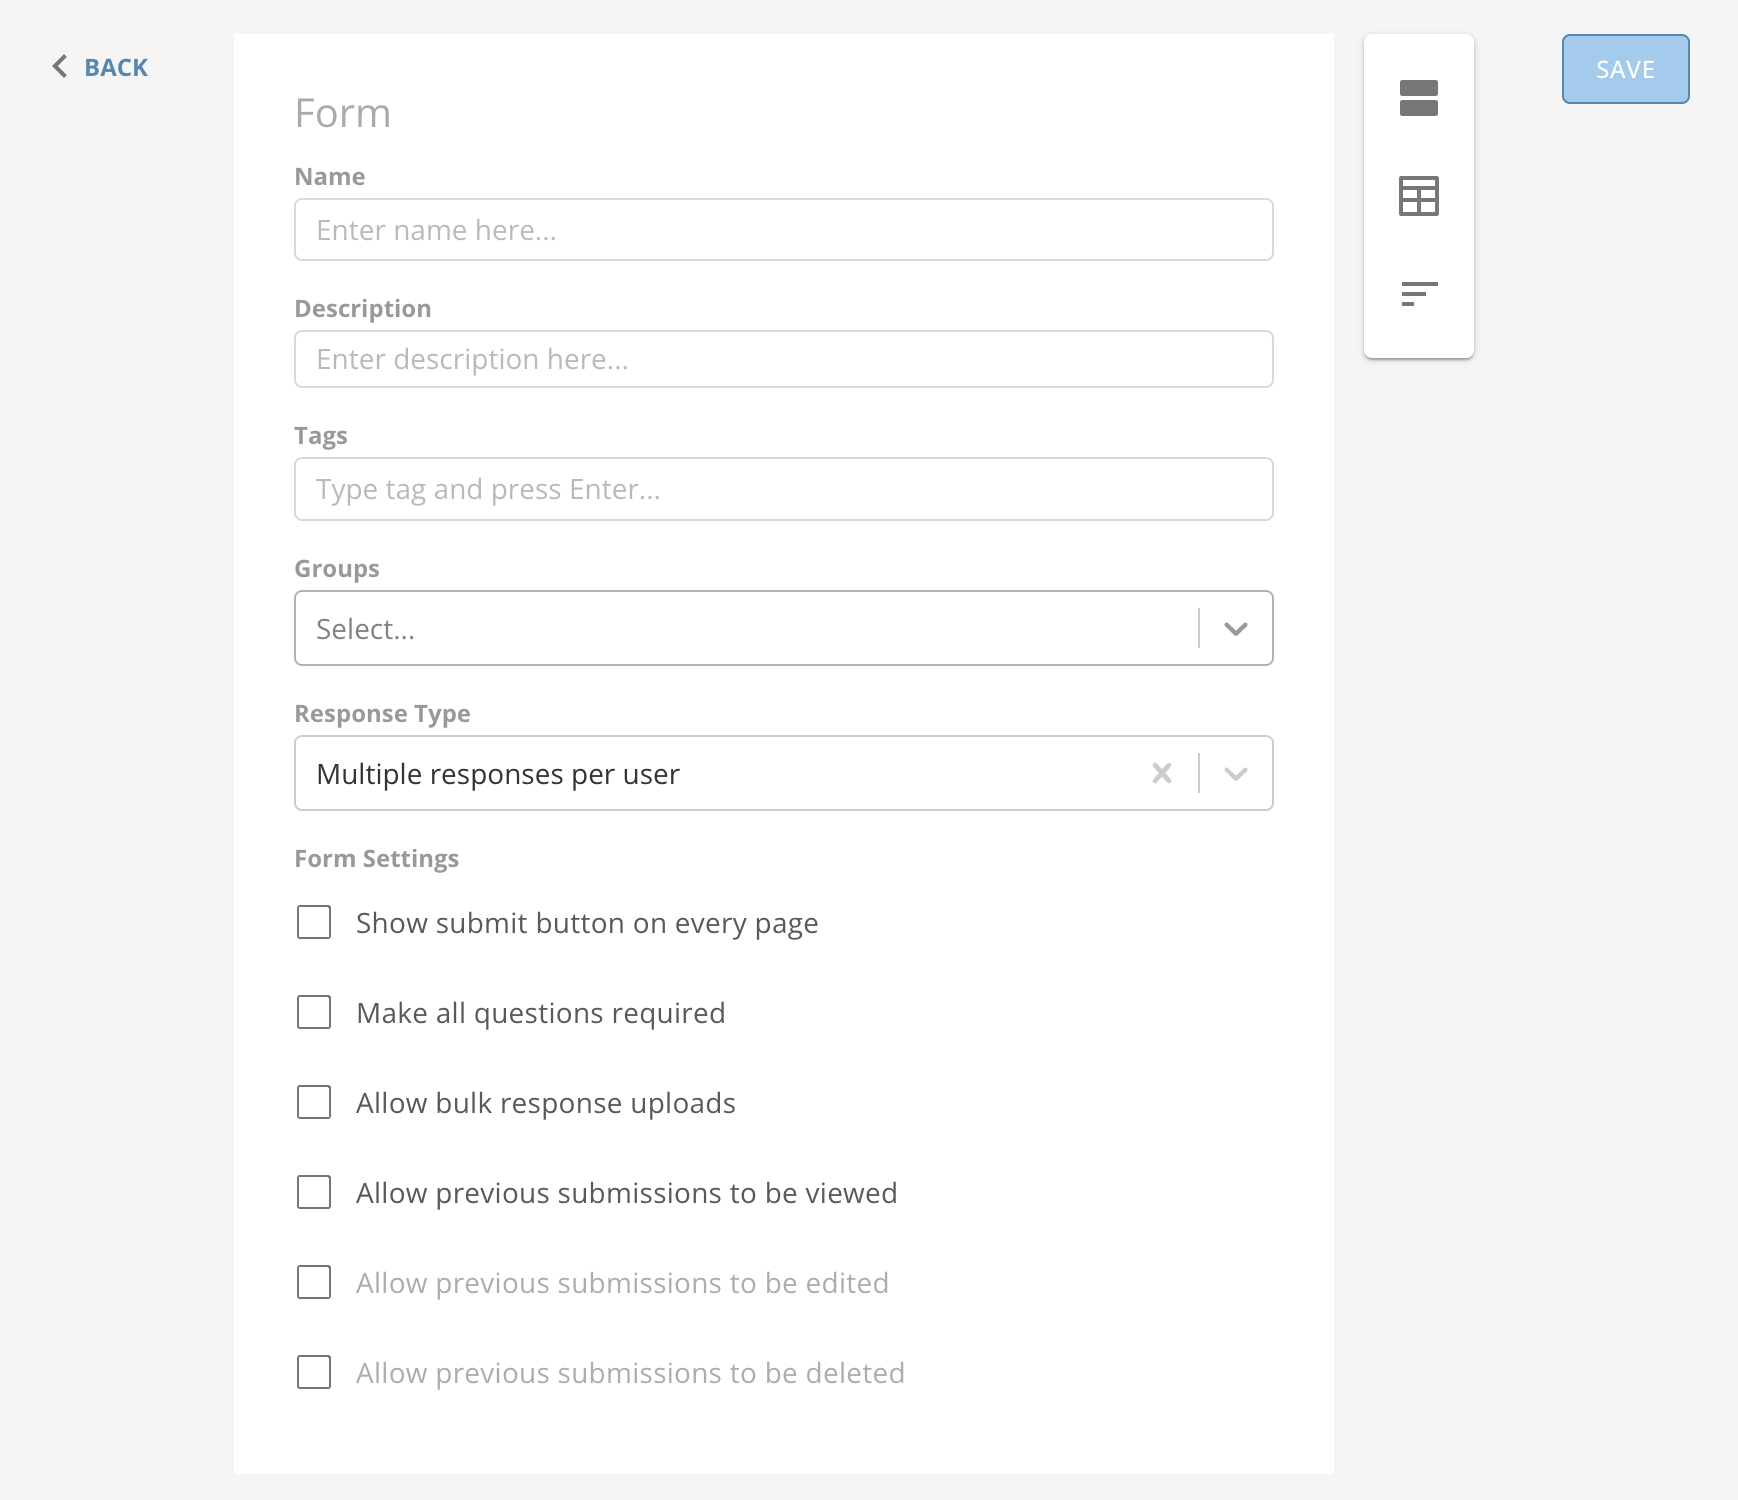 BACK
SAVE
Form
Name
Enter name here...
Description
Enter description here...
Tags
Type tag and press Enter...
Groups
Select...
Response Type
Multiple responses per user
Form Settings
Show submit button on every page
Make all questions required
Allow bulk response uploads
Allow previous submissions to be viewed
Allow previous submissions to be edited
Allow previous submissions to be deleted